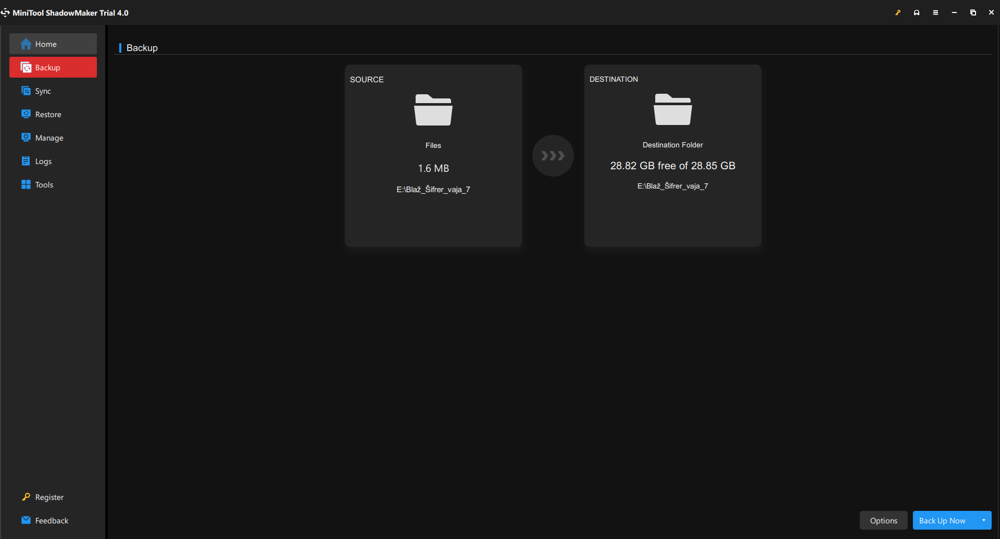 MiniTool ShadowMaker Trial 4.0
Home
Backup
Sync
Restore
Manage
Logs
Tools
Register
Feedback
Backup
SOURCE
Files
1.6 MB
E:\Blaž_Šifrer_vaja_7
DESTINATION
Destination Folder
28.82 GB free of 28.85 GB
E:\Blaž_Šifrer_vaja_7
Options
Back Up Now